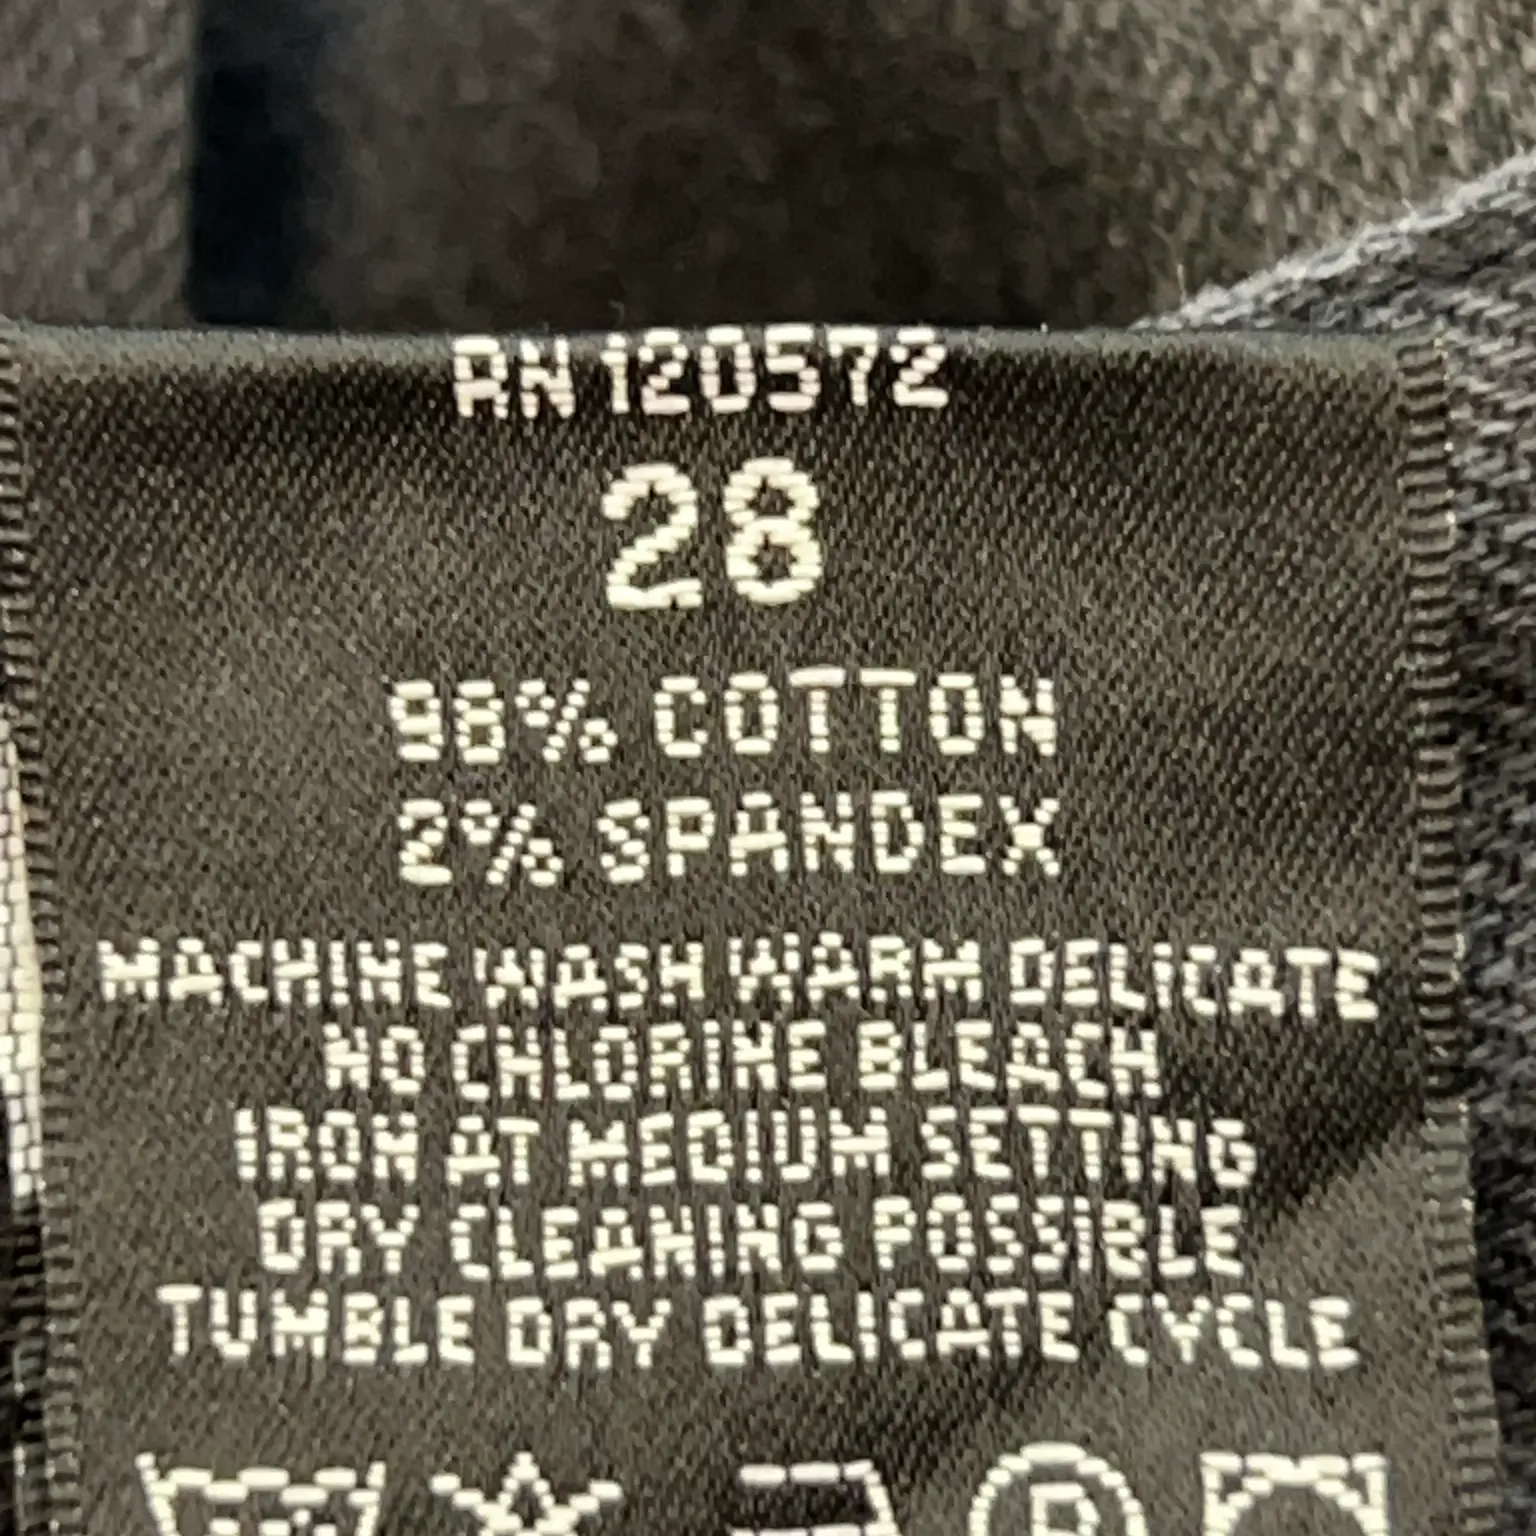 RN 120572
28
98% COTTON
2% SPANDEX
MACHINE WASH WARM DELICATE
NO CHLORINE BLEACH
IRON AT MEDIUM SETTING
DRY CLEANING POSSIBLE
TUMBLE DRY DELICATE CYCLE
P